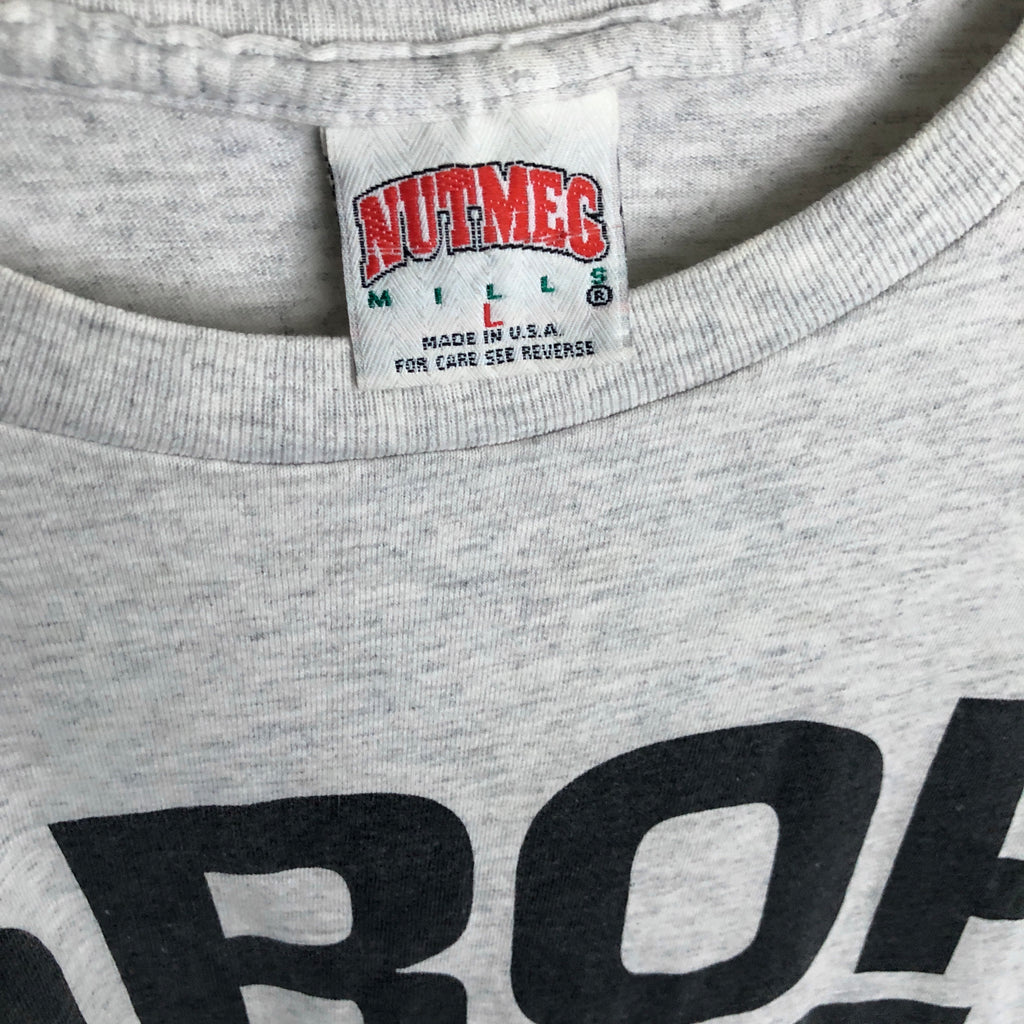 NUTMEG
MILLS®
L
MADE IN U.S.A.
FOR CARE SEE REVERSE